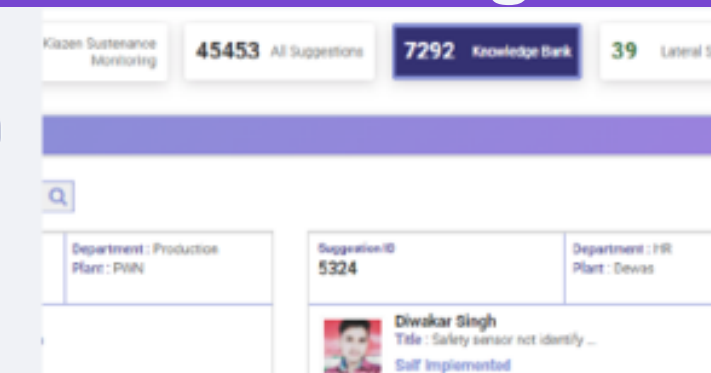 Kiazen Sustenance
Monitoring
45453 All Suggestions
7292 Knowledge Bank
39 Lateral S
Department : Production
Plant : PWN
Suggestion ID
5324
Department : HR
Plant : Dewas
Diwakar Singh
Title : Safety sensor not identify ...
Self Implemented